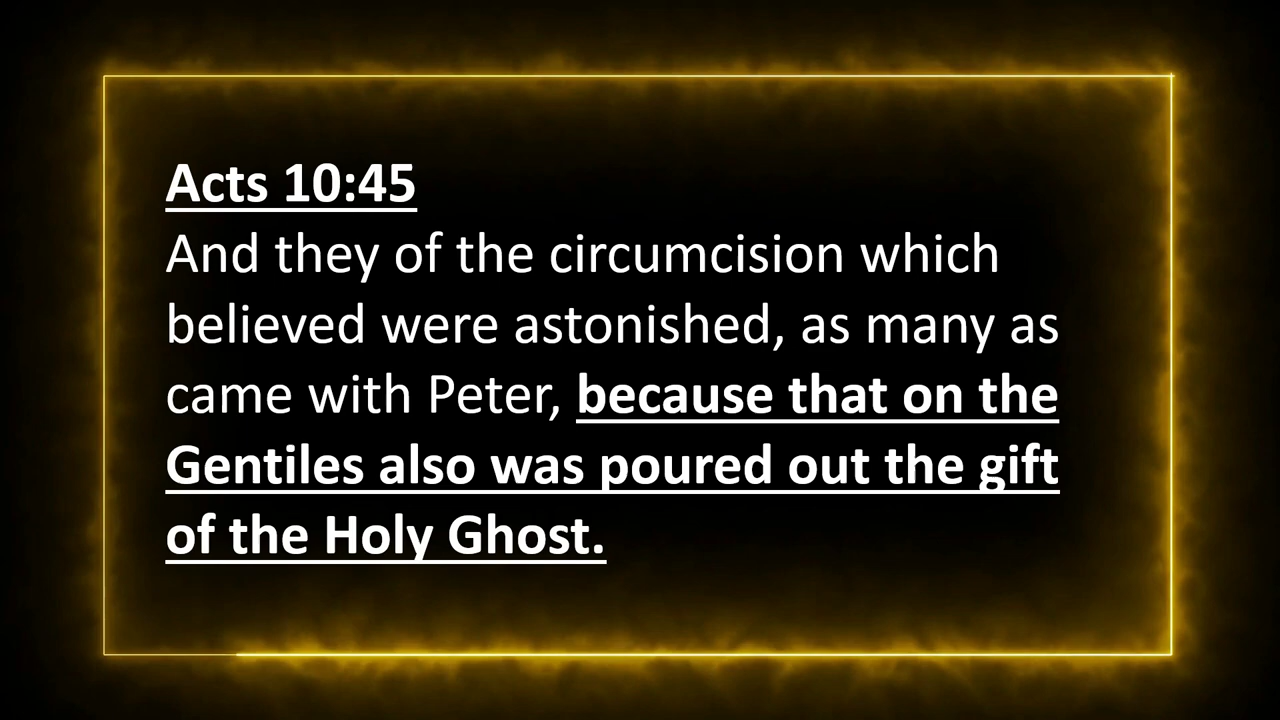 Acts 10:45
And they of the circumcision which
believed were astonished, as many as
came with Peter, because that on the
Gentiles also was poured out the gift
of the Holy Ghost.